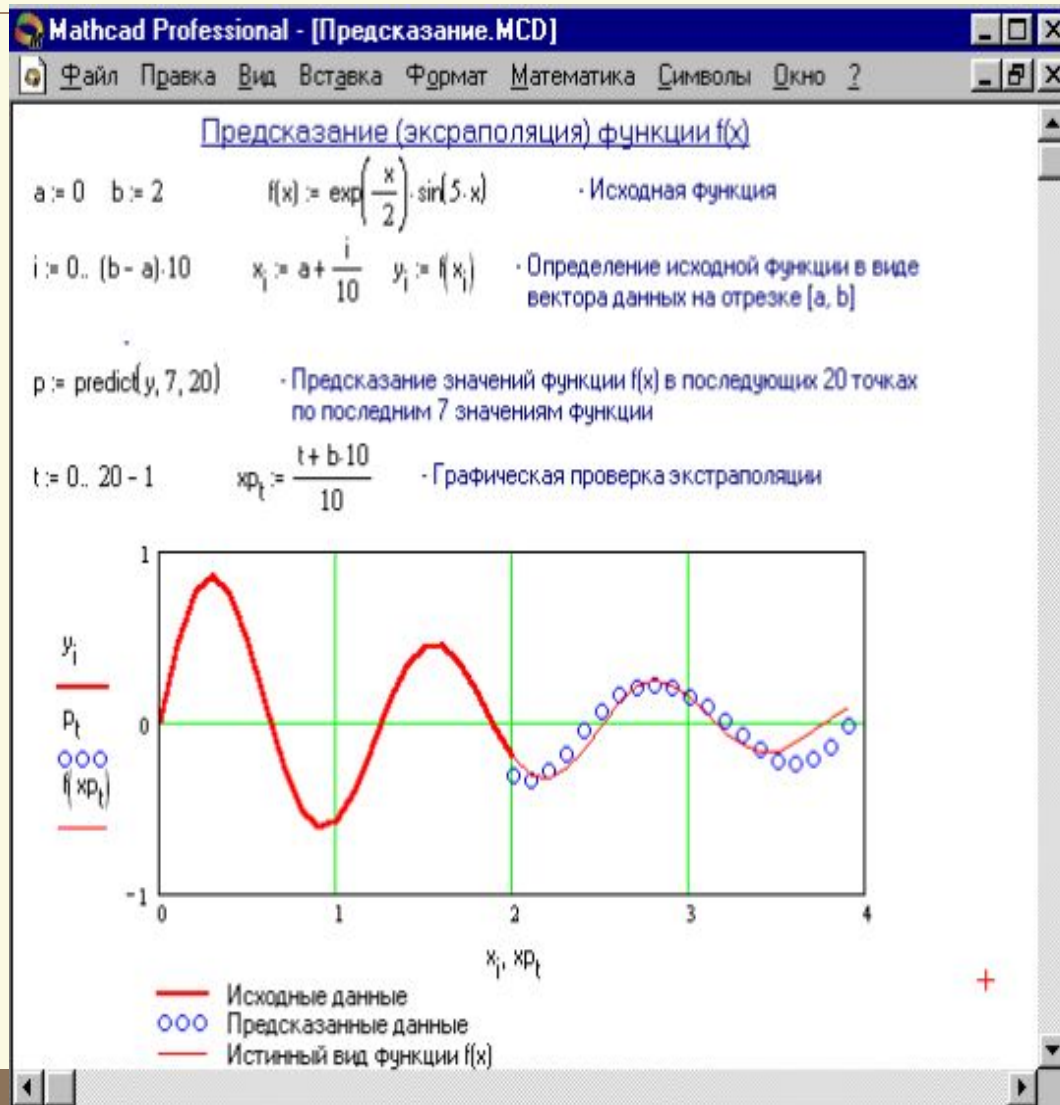 Mathcad Professional - [Предсказание.MCD]
Файл Правка Вид Вставка Формат Математика Символы Окно ?
Предсказание (эксраполяция) функции f(x)
a := 0 b := 2 f(x) := exp(-x/2)·sin(5·x) · Исходная функция
i := 0.. (b - a)·10 x_i := a + i/10 y_i := f(x_i) · Определение исходной функции в виде
вектора данных на отрезке [a, b]
p := predict(y, 7, 20) · Предсказание значений функции f(x) в последующих 20 точках
по последним 7 значениям функции
t := 0.. 20 - 1 xp_t := (t + b·10)/10 · Графическая проверка экстраполяции
1
y_i
p_t
0
f(xp_t)
-1
0 1 2 3 4
x_i, xp_t
Исходные данные
Предсказанные данные
Истинный вид функции f(x)